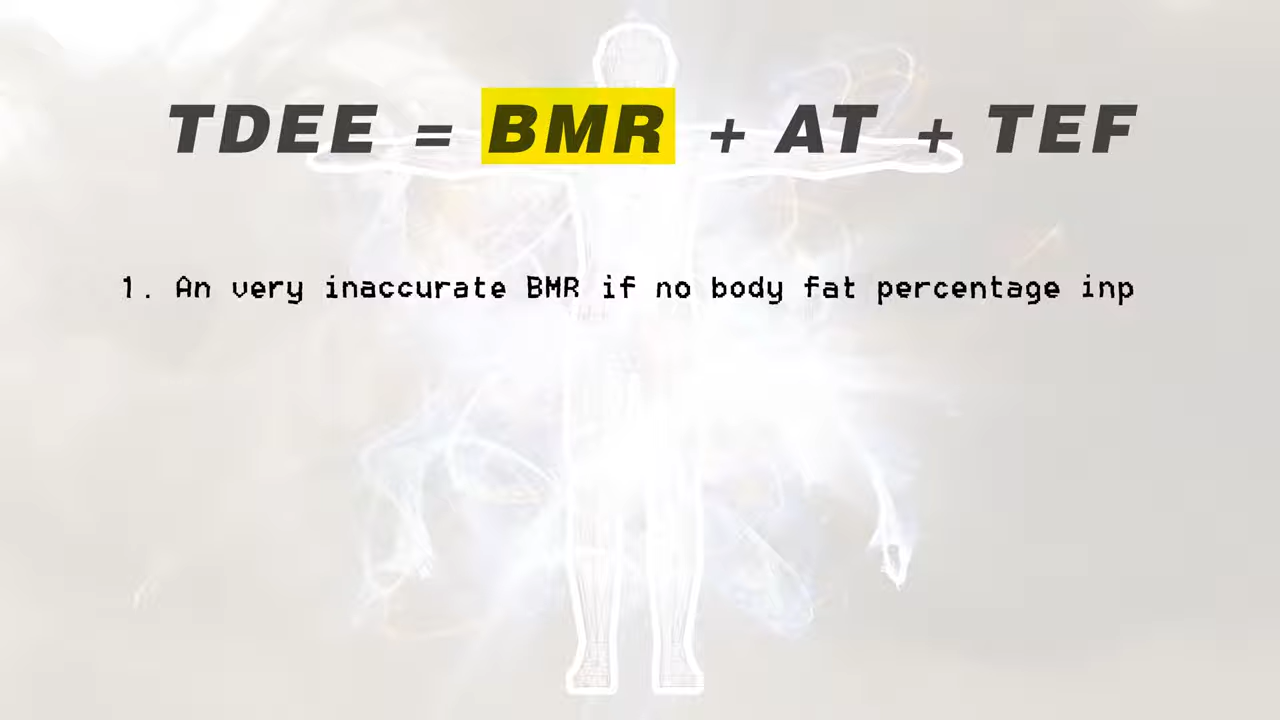 TDEE = BMR + AT + TEF
1. An very inaccurate BMR if no body fat percentage inp